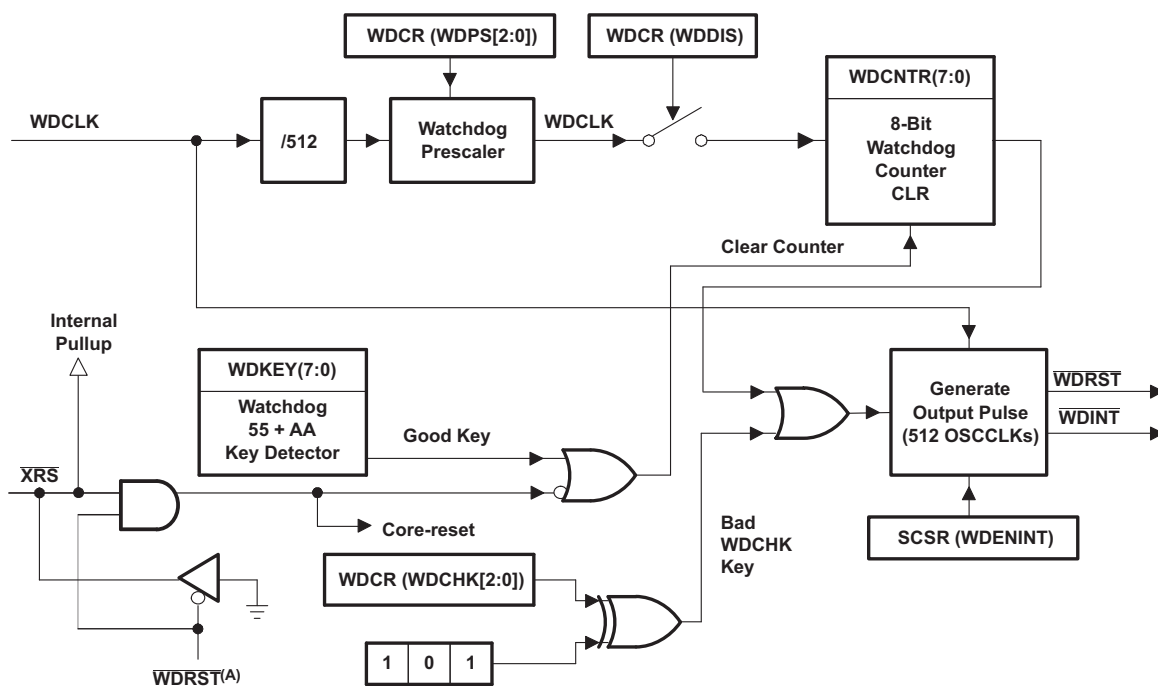 WDCR (WDPS[2:0])
WDCR (WDDIS)
WDCNTR(7:0)
WDCLK
/512
Watchdog
Prescaler
WDCLK
8-Bit
Watchdog
Counter
CLR
Clear Counter
Internal
Pullup
WDKEY(7:0)
Watchdog
55 + AA
Key Detector
Good Key
Generate
Output Pulse
(512 OSCCLKs)
WDRST
WDINT
XRS
Core-reset
Bad
WDCHK
Key
SCSR (WDENINT)
WDCR (WDCHK[2:0])
1 0 1
WDRST(A)